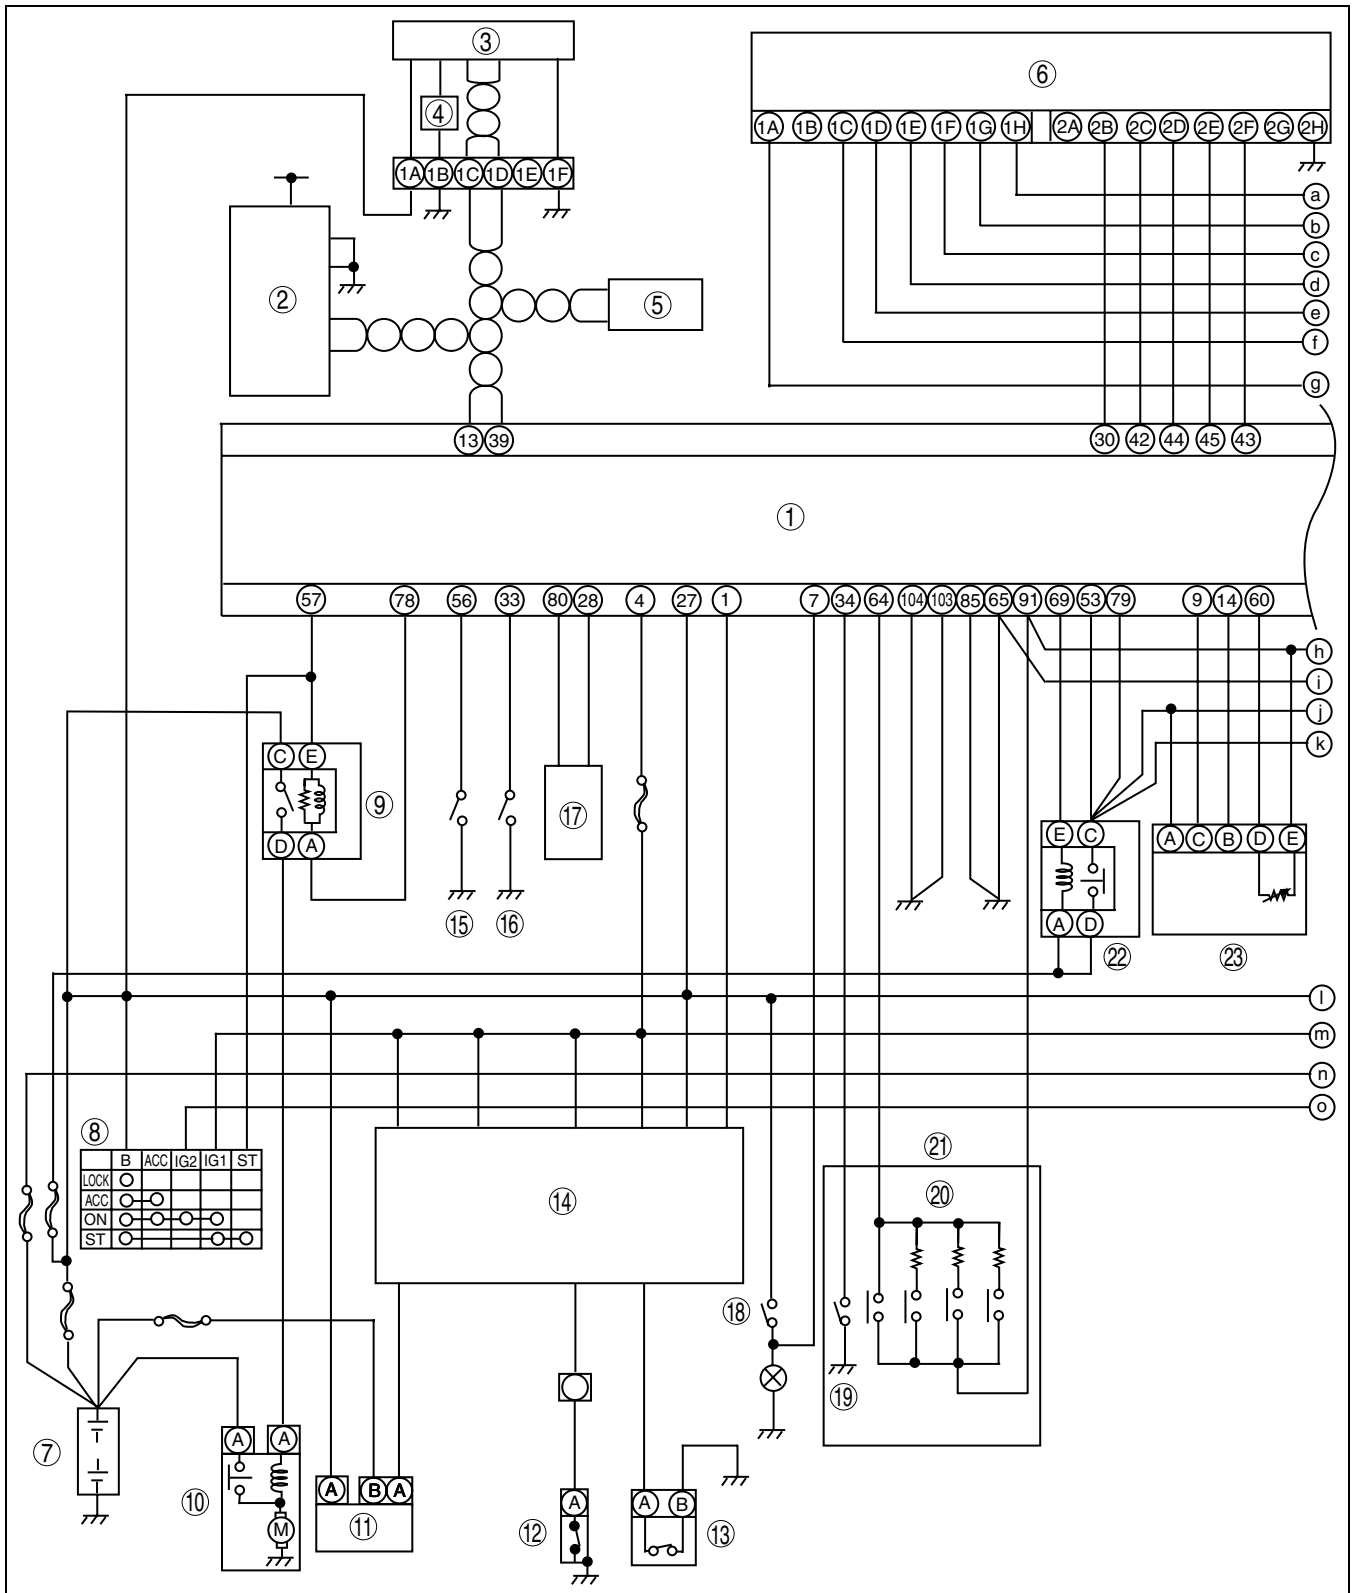 ③
⑥
④
1A 1B 1C 1D 1E 1F 1G 1H 2A 2B 2C 2D 2E 2F 2G 2H
1A 1B 1C 1D 1E 1F
a
b
c
d
e
f
g
②
⑤
13 39
30 42 44 45 43
①
57 78 56 33 80 28 4 27 1 7 34 64 104 103 85 65 91 69 53 79 9 14 60
h
i
j
k
C E
⑨
D A
⑰
⑮ ⑯
E C
A D
㉒
A C B D E
㉓
l
m
n
o
⑧
B ACC IG2 IG1 ST
LOCK
ACC
ON
ST
⑭
㉑
⑳
⑱
⑲
⑦
A A
M
⑩
A B A
⑪
A
⑫
A B
⑬